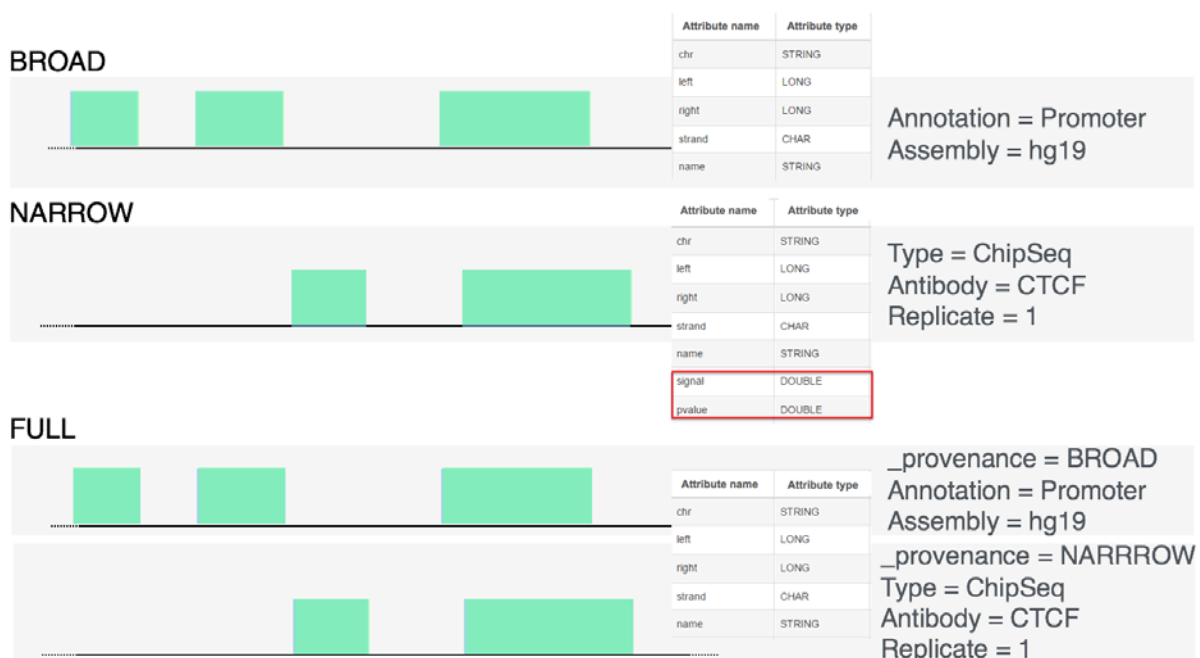 BROAD
Attribute name Attribute type
chr STRING
left LONG
right LONG
strand CHAR
name STRING
Annotation = Promoter
Assembly = hg19
NARROW
Attribute name Attribute type
chr STRING
left LONG
right LONG
strand CHAR
name STRING
signal DOUBLE
pvalue DOUBLE
Type = ChipSeq
Antibody = CTCF
Replicate = 1
FULL
Attribute name Attribute type
chr STRING
left LONG
right LONG
strand CHAR
name STRING
_provenance = BROAD
Annotation = Promoter
Assembly = hg19
_provenance = NARRROW
Type = ChipSeq
Antibody = CTCF
Replicate = 1